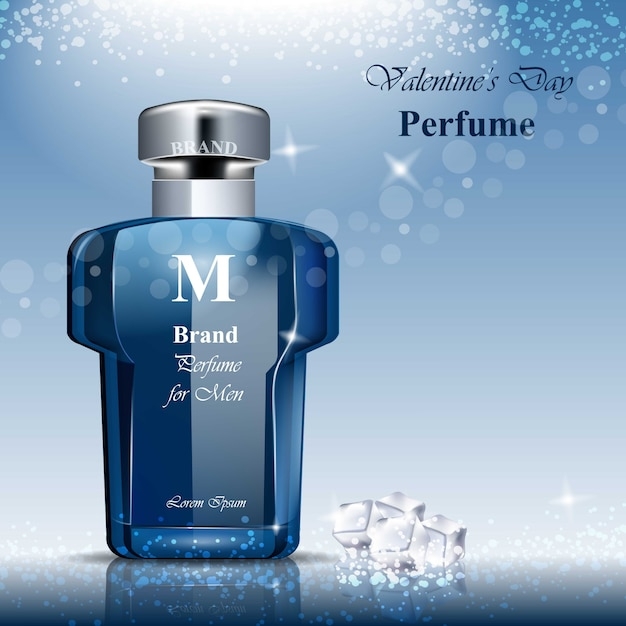 Valentine's Day
Perfume
BRAND
M
Brand
Perfume
for Men
Lorem Ipsum